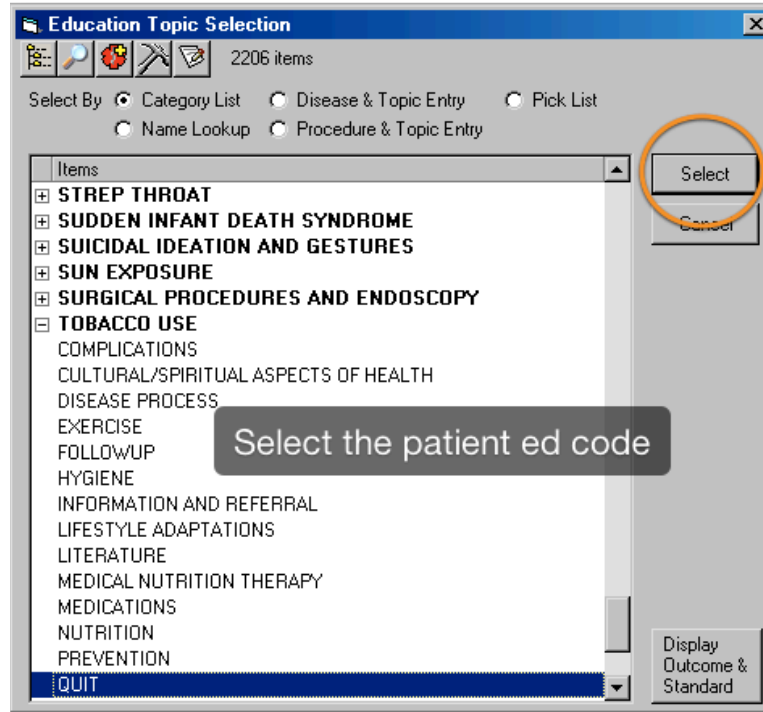 Education Topic Selection
2206 items
Select By Category List Disease & Topic Entry Pick List
Name Lookup Procedure & Topic Entry
Items
Select
STREP THROAT
SUDDEN INFANT DEATH SYNDROME
Cancel
SUICIDAL IDEATION AND GESTURES
SUN EXPOSURE
SURGICAL PROCEDURES AND ENDOSCOPY
TOBACCO USE
COMPLICATIONS
CULTURAL/SPIRITUAL ASPECTS OF HEALTH
DISEASE PROCESS
EXERCISE
Select the patient ed code
FOLLOWUP
HYGIENE
INFORMATION AND REFERRAL
LIFESTYLE ADAPTATIONS
LITERATURE
MEDICAL NUTRITION THERAPY
MEDICATIONS
NUTRITION
PREVENTION
QUIT
Display
Outcome &
Standard